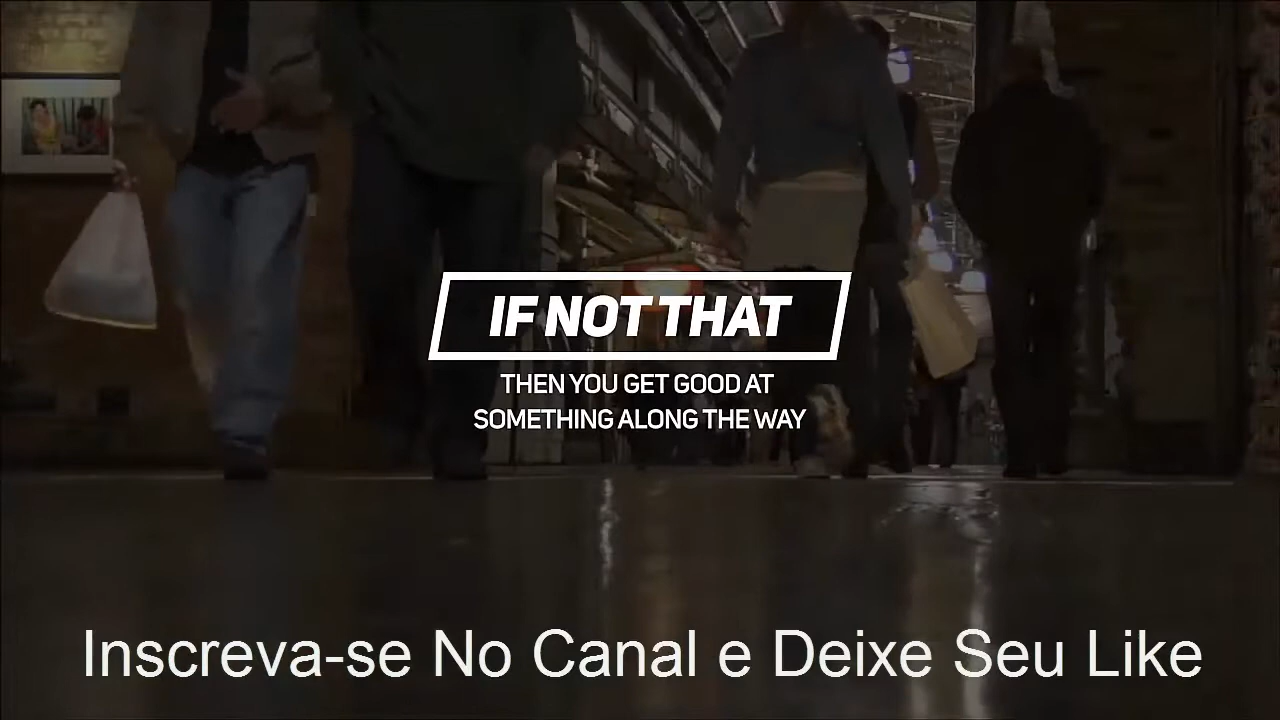 IF NOT THAT
THEN YOU GET GOOD AT
SOMETHING ALONG THE WAY
Inscreva-se No Canal e Deixe Seu Like